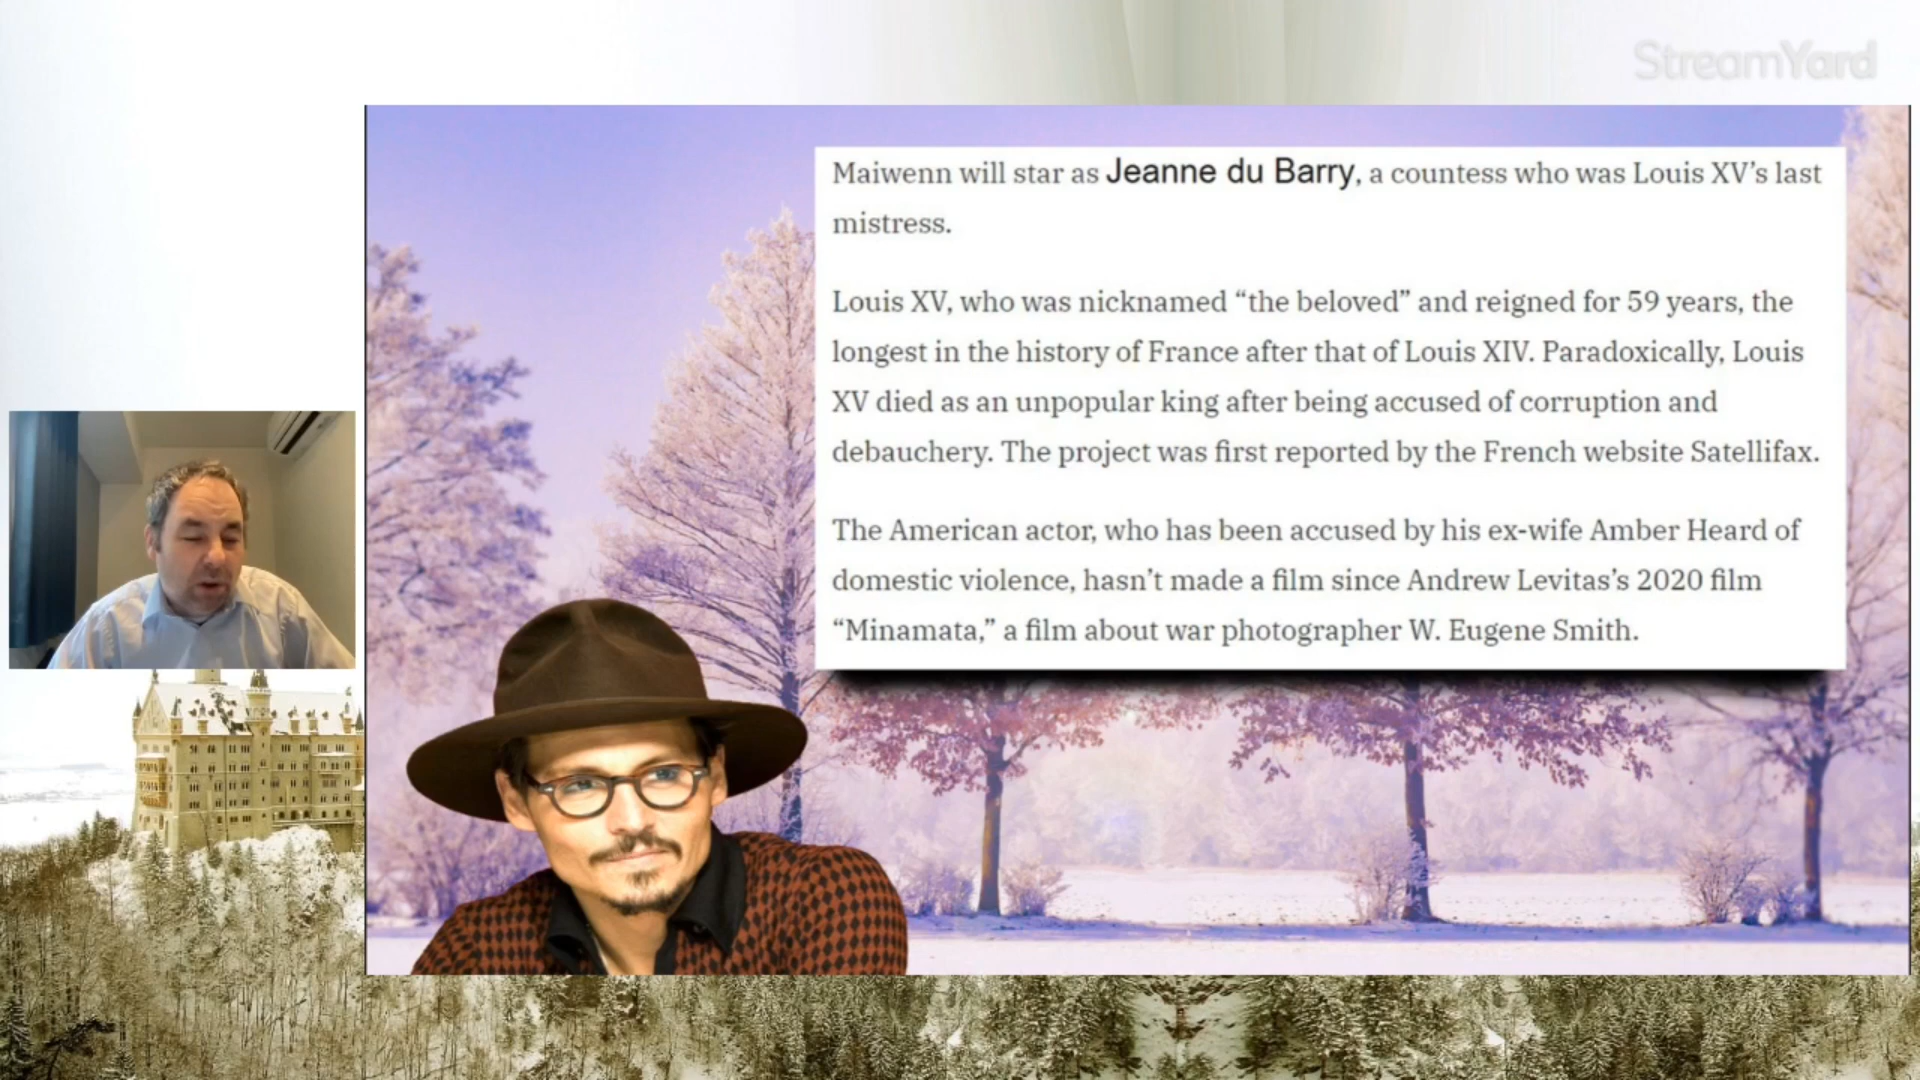 StreamYard
Maiwenn will star as Jeanne du Barry, a countess who was Louis XV’s last
mistress.
Louis XV, who was nicknamed “the beloved” and reigned for 59 years, the
longest in the history of France after that of Louis XIV. Paradoxically, Louis
XV died as an unpopular king after being accused of corruption and
debauchery. The project was first reported by the French website Satellifax.
The American actor, who has been accused by his ex-wife Amber Heard of
domestic violence, hasn’t made a film since Andrew Levitas’s 2020 film
“Minamata,” a film about war photographer W. Eugene Smith.